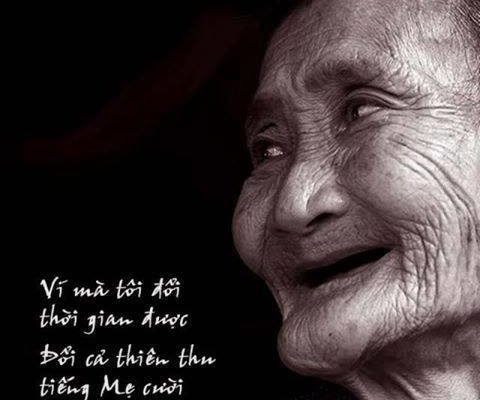 Ví mà tôi đổi
thời gian được
Đổi cả thiên thu
tiếng Mẹ cười